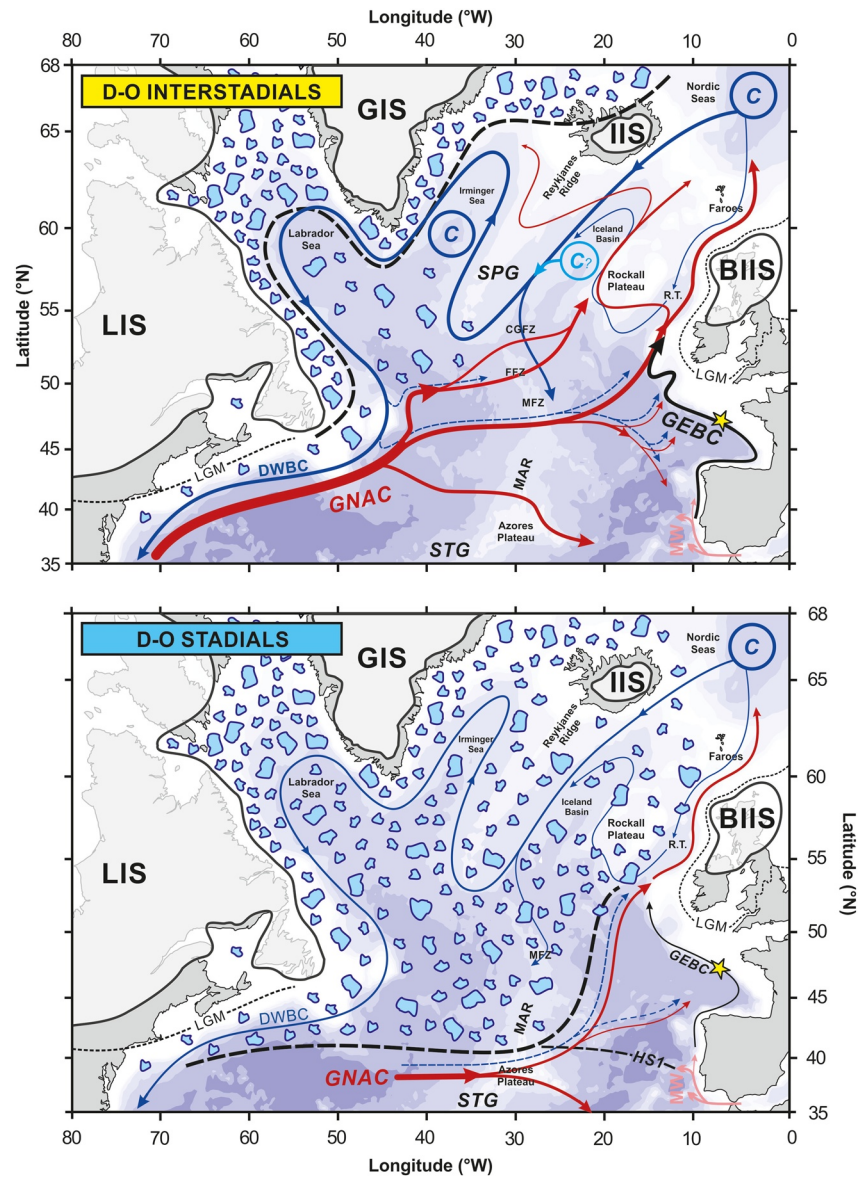 Longitude (°W)
80 70 60 50 40 30 20 10 0
68
65
60
55
50
45
40
35
Latitude (°N)
D-O INTERSTADIALS
GIS
IIS
Nordic
Seas
C
Reykjanes
Ridge
Irminger
Sea
Faroes
Labrador
Sea
C
Iceland
Basin
C?
SPG
Rockall
Plateau
BIIS
R.T.
LIS
CGFZ
FFZ
LGM
MFZ
GEBC
LGM
DWBC
GNAC
MAR
Azores
Plateau
STG
MW
D-O STADIALS
GIS
IIS
Nordic
Seas
C
Reykjanes
Ridge
Irminger
Sea
Faroes
Labrador
Sea
Iceland
Basin
Rockall
Plateau
BIIS
R.T.
LIS
LGM
MFZ
GEBC
LGM
DWBC
MAR
HS1
GNAC
Azores
Plateau
STG
MW
68
65
60
55
50
45
40
35
Latitude (°N)
80 70 60 50 40 30 20 10 0
Longitude (°W)